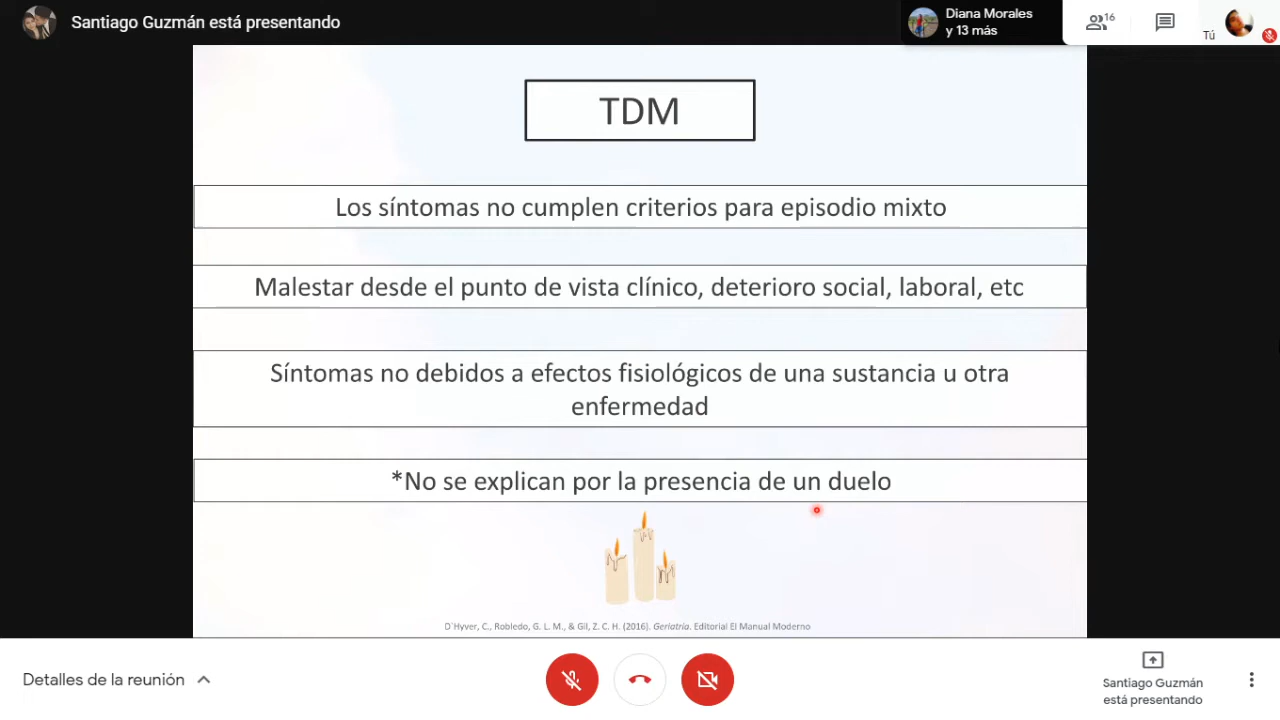 Santiago Guzmán está presentando
Diana Morales
y 13 más
16
Tú
TDM
Los síntomas no cumplen criterios para episodio mixto
Malestar desde el punto de vista clínico, deterioro social, laboral, etc
Síntomas no debidos a efectos fisiológicos de una sustancia u otra
enfermedad
*No se explican por la presencia de un duelo
D´Hyver, C., Robledo, G. L. M., & Gil, Z. C. H. (2016). Geriatría. Editorial El Manual Moderno
Detalles de la reunión
Santiago Guzmán
está presentando